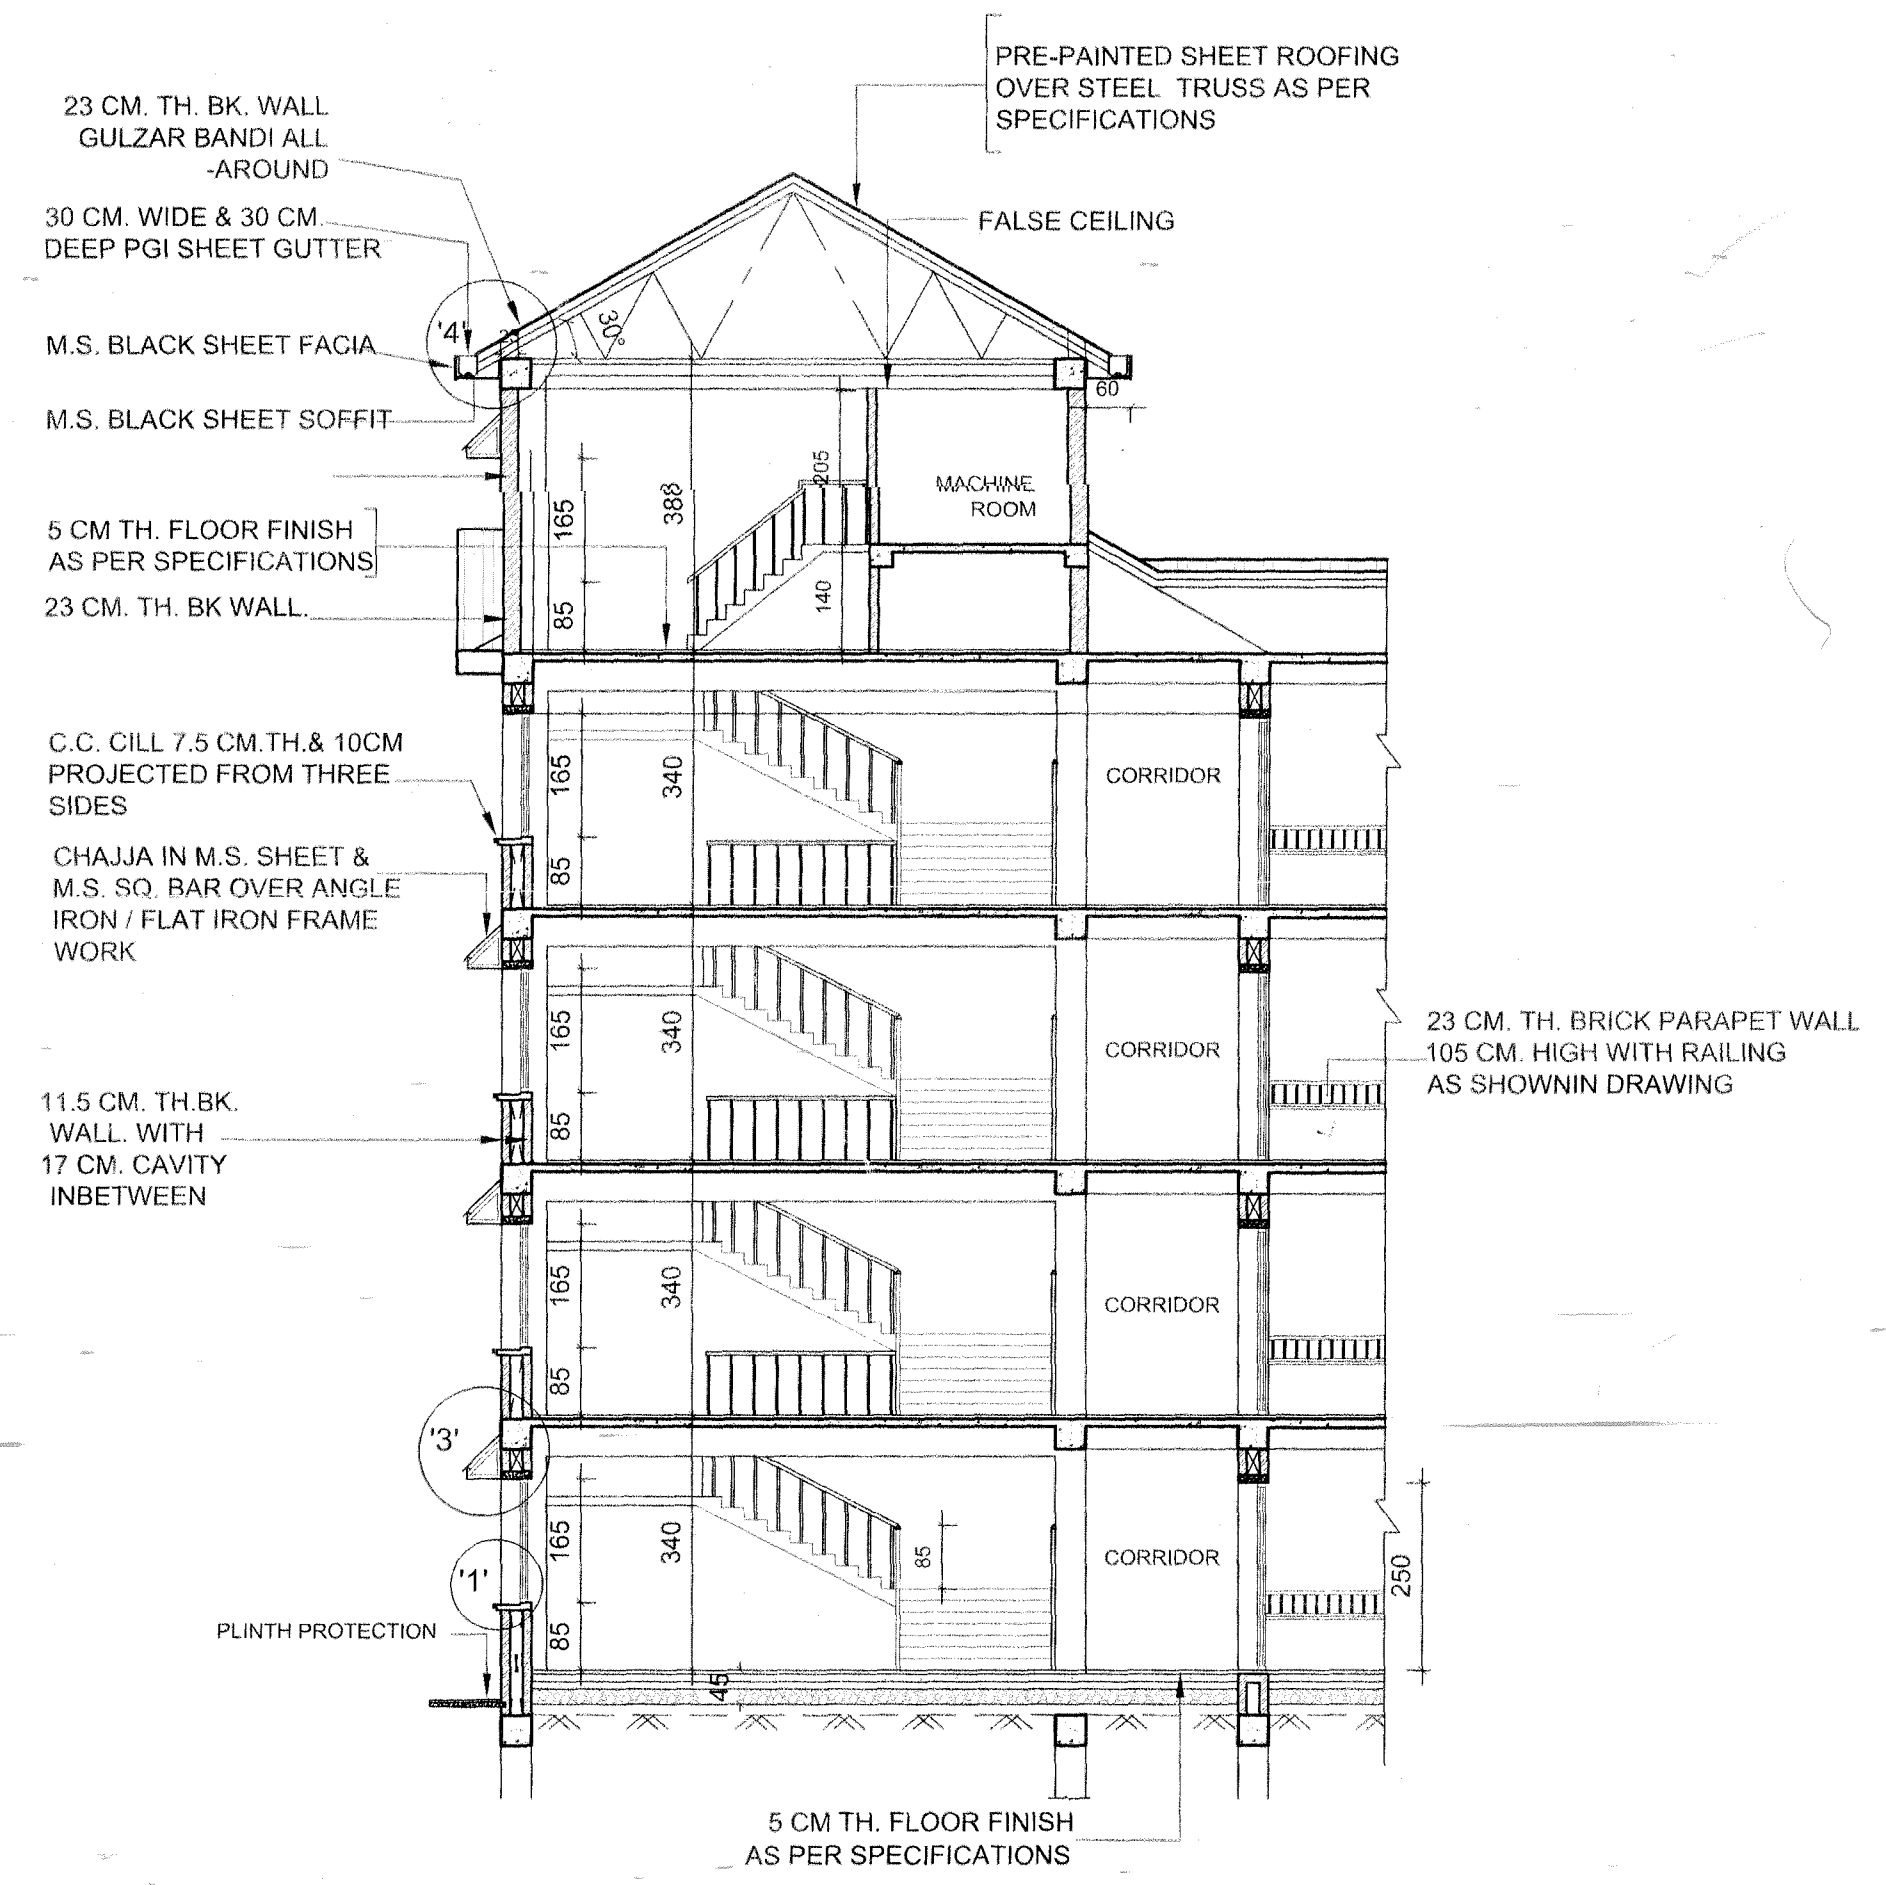 PRE-PAINTED SHEET ROOFING
OVER STEEL TRUSS AS PER
SPECIFICATIONS
23 CM. TH. BK. WALL
GULZAR BANDI ALL
-AROUND
30 CM. WIDE & 30 CM.
DEEP PGI SHEET GUTTER
FALSE CEILING
'4'
23
30°
M.S. BLACK SHEET FACIA
60
M.S. BLACK SHEET SOFFIT
205
MACHINE
ROOM
165
388
5 CM TH. FLOOR FINISH
AS PER SPECIFICATIONS
85
140
23 CM. TH. BK WALL.
C.C. CILL 7.5 CM.TH.& 10CM
PROJECTED FROM THREE
SIDES
165
340
CORRIDOR
85
CHAJJA IN M.S. SHEET &
M.S. SQ. BAR OVER ANGLE
IRON / FLAT IRON FRAME
WORK
165
340
CORRIDOR
23 CM. TH. BRICK PARAPET WALL
105 CM. HIGH WITH RAILING
AS SHOWNIN DRAWING
11.5 CM. TH.BK.
WALL. WITH
17 CM. CAVITY
INBETWEEN
85
165
340
CORRIDOR
85
'3'
165
340
85
CORRIDOR
250
'1'
85
PLINTH PROTECTION
45
5 CM TH. FLOOR FINISH
AS PER SPECIFICATIONS